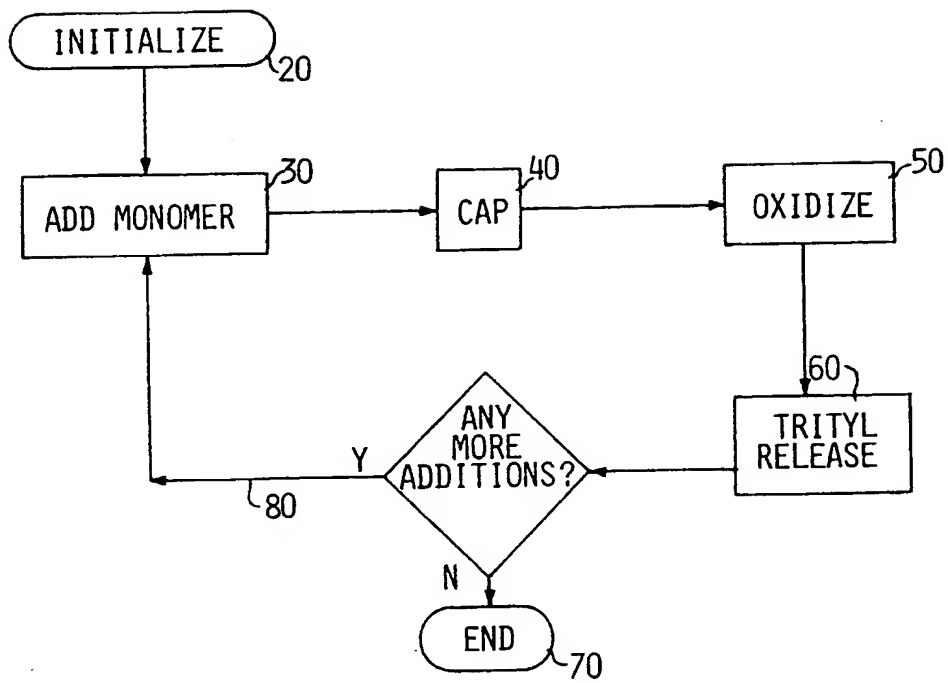 INITIALIZE
20
30
ADD MONOMER
40
CAP
50
OXIDIZE
60
TRITYL
RELEASE
ANY
MORE
ADDITIONS?
Y
80
N
END
70